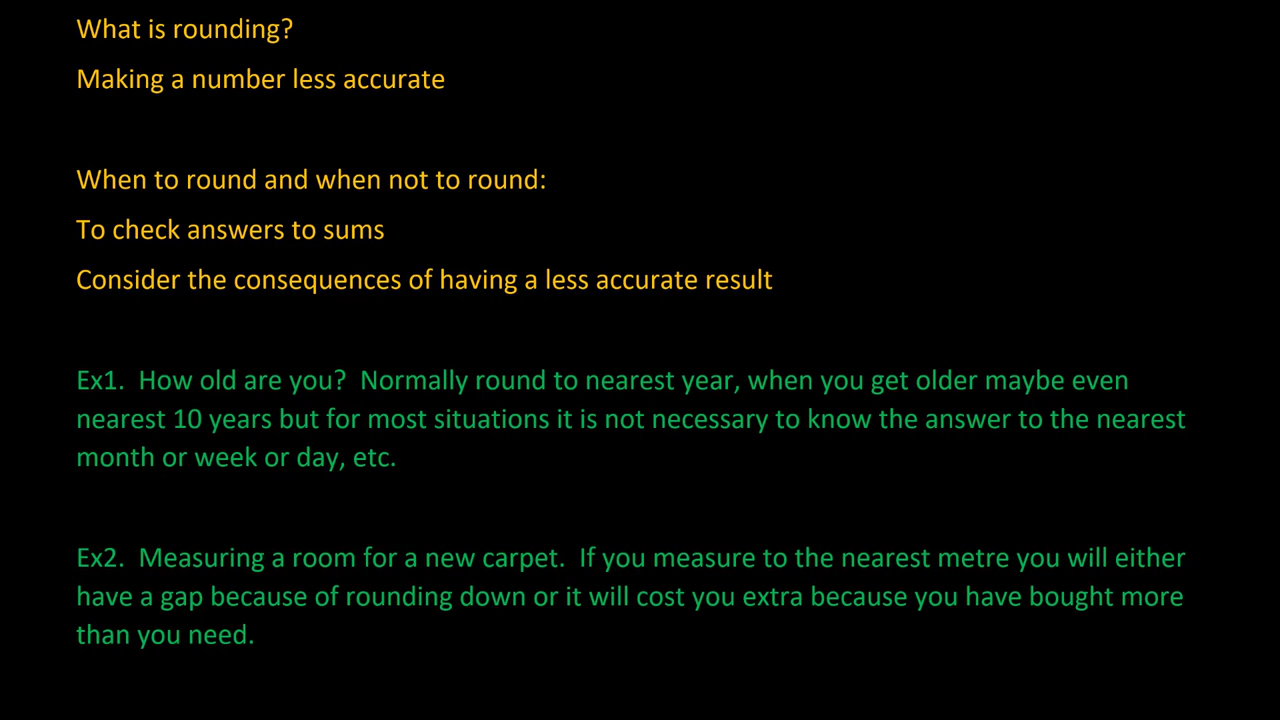 What is rounding?
Making a number less accurate
When to round and when not to round:
To check answers to sums
Consider the consequences of having a less accurate result
Ex1.  How old are you?  Normally round to nearest year, when you get older maybe even
nearest 10 years but for most situations it is not necessary to know the answer to the nearest
month or week or day, etc.
Ex2.  Measuring a room for a new carpet.  If you measure to the nearest metre you will either
have a gap because of rounding down or it will cost you extra because you have bought more
than you need.